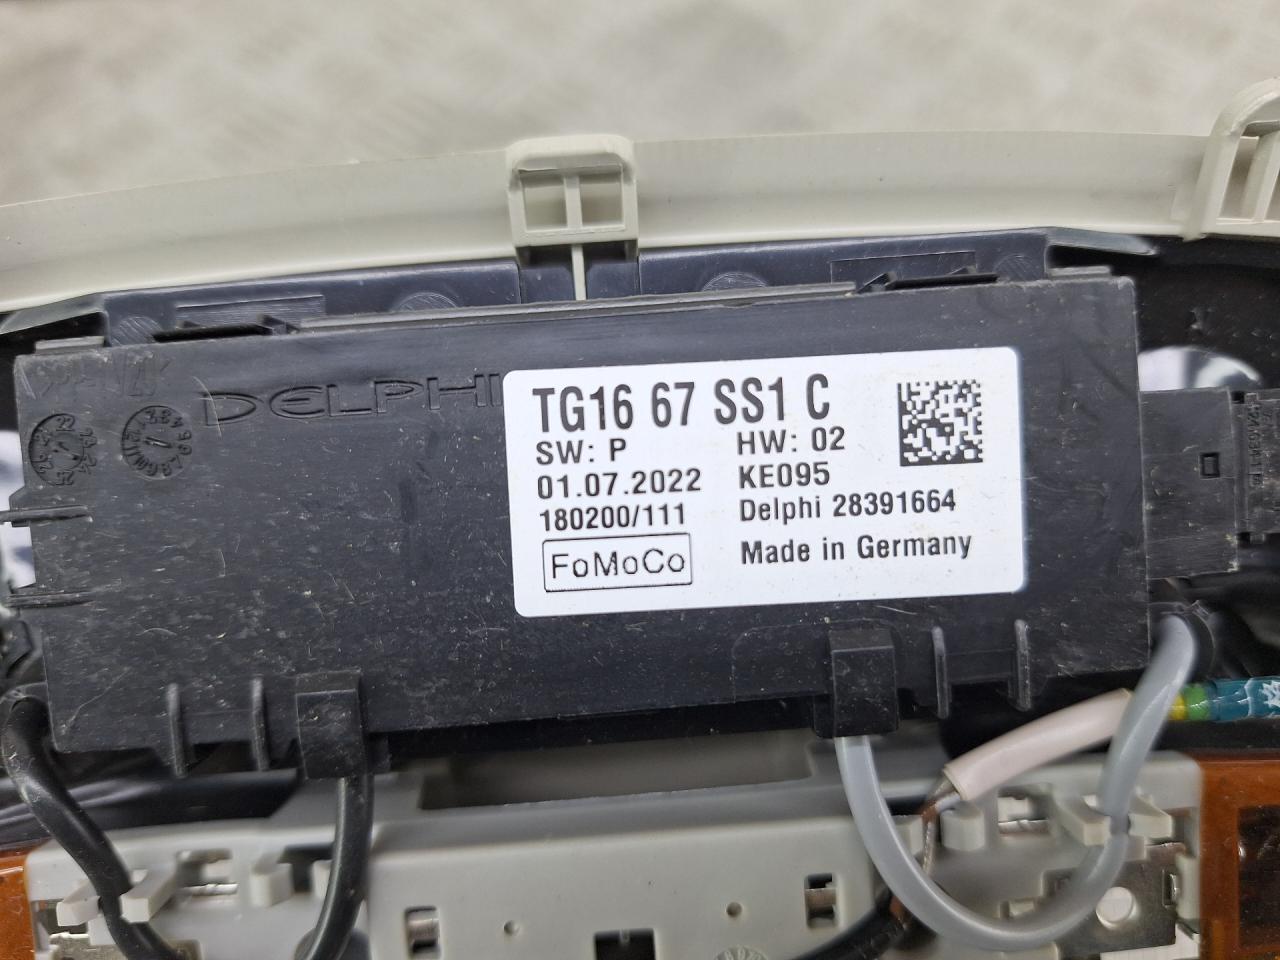 DELPHI
TG16 67 SS1 C
SW: P
HW: 02
01.07.2022
KE095
180200/111
Delphi 28391664
FoMoCo
Made in Germany